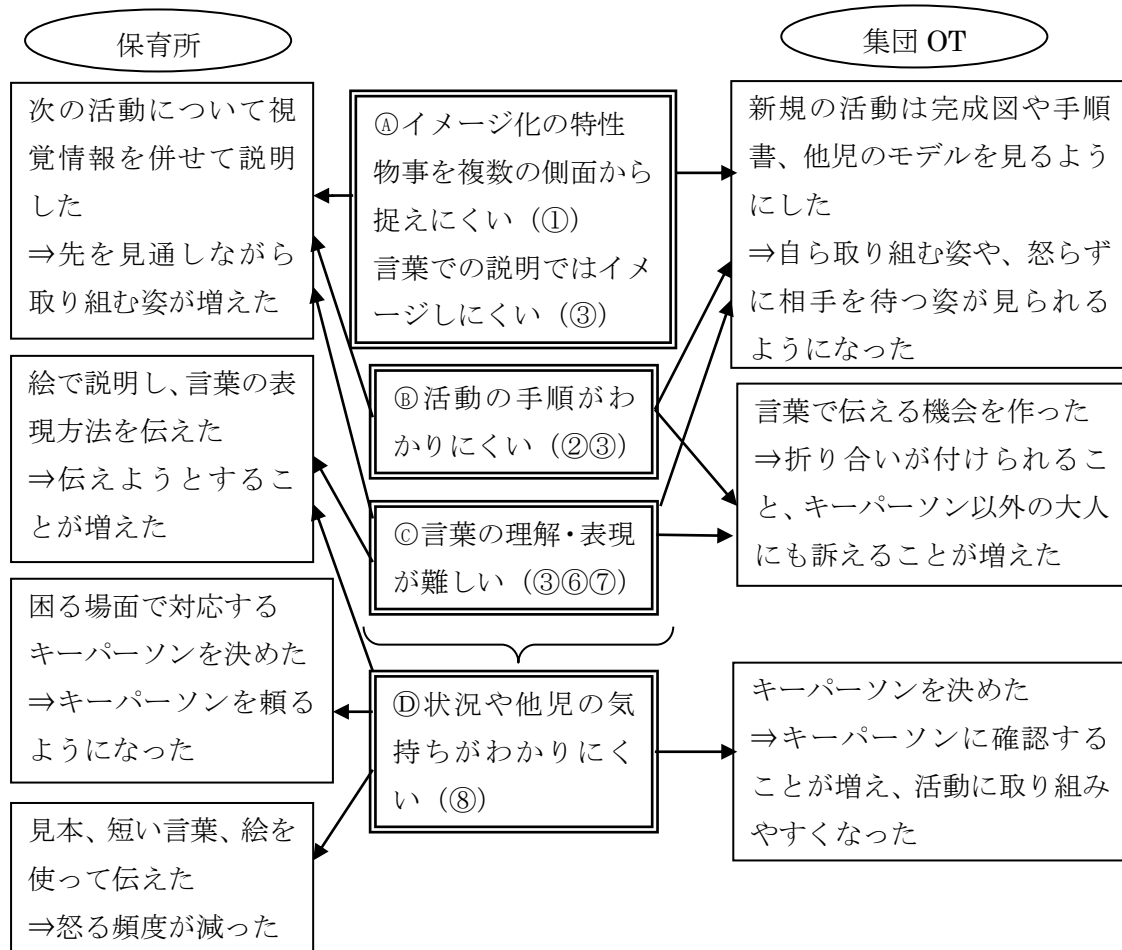 保育所
次の活動について視
覚情報を併せて説明
した
⇒先を見通しながら
取り組む姿が増えた
絵で説明し、言葉の表
現方法を伝えた
⇒伝えようとするこ
とが増えた
困る場面で対応する
キーパーソンを決めた
⇒キーパーソンを頼る
ようになった
見本、短い言葉、絵を
使って伝えた
⇒怒る頻度が減った
Ⓐイメージ化の特性
物事を複数の側面から
捉えにくい（①）
言葉での説明ではイメ
ージしにくい（③）
Ⓑ活動の手順がわ
かりにくい（②③）
Ⓒ言葉の理解・表現
が難しい（③⑥⑦）
Ⓓ状況や他児の気
持ちがわかりにく
い（⑧）
集団 OT
新規の活動は完成図や手順
書、他児のモデルを見るよう
にした
⇒自ら取り組む姿や、怒らず
に相手を待つ姿が見られる
ようになった
言葉で伝える機会を作った
⇒折り合いが付けられるこ
と、キーパーソン以外の大人
にも訴えることが増えた
キーパーソンを決めた
⇒キーパーソンに確認する
ことが増え、活動に取り組み
やすくなった